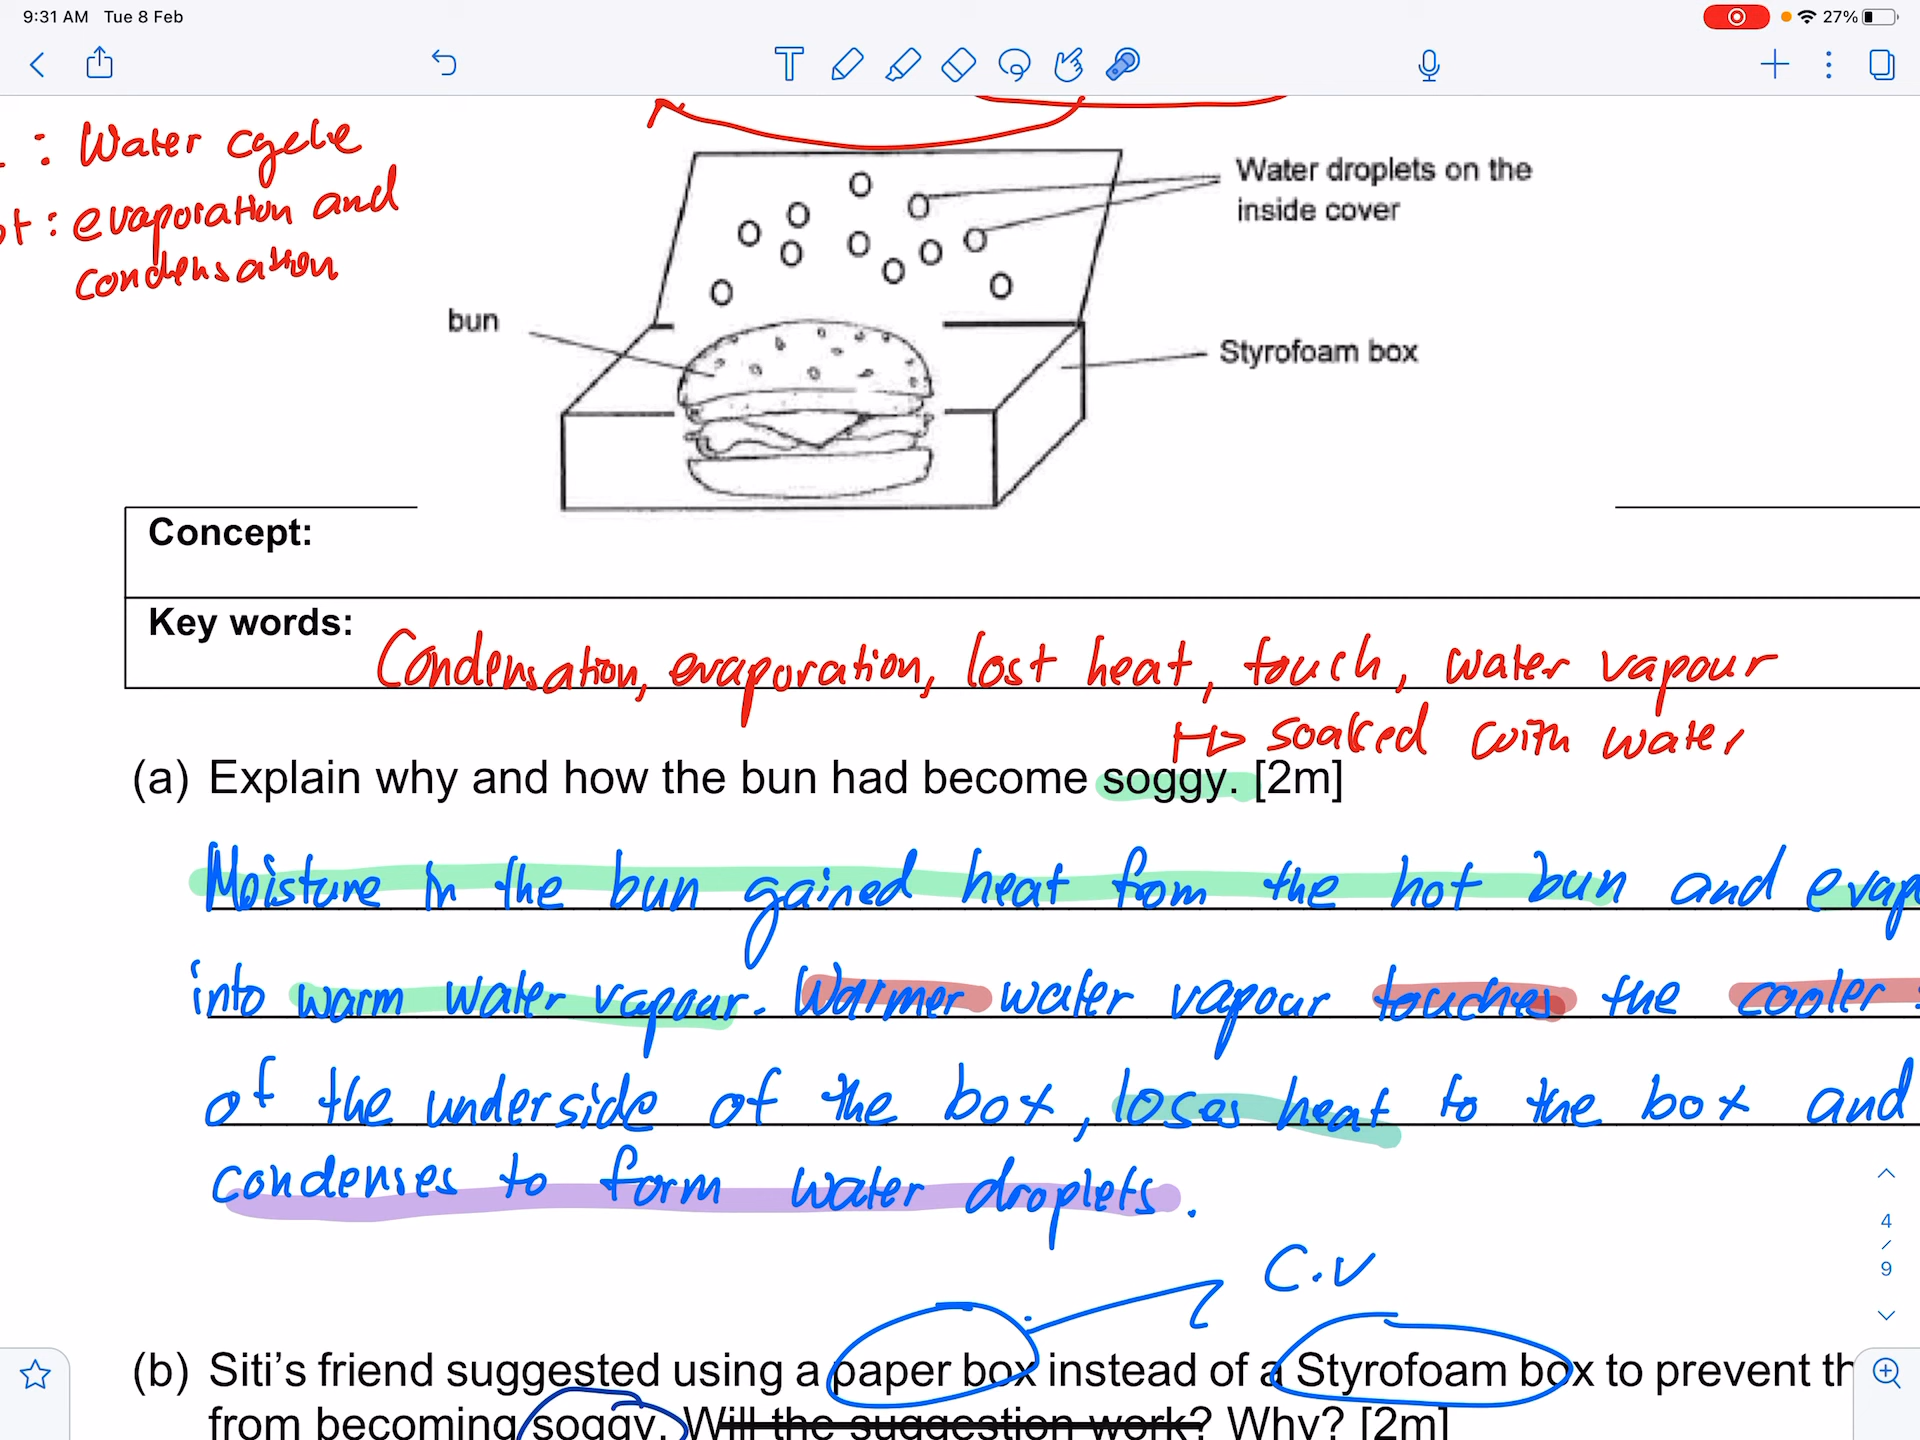 9:31 AM Tue 8 Feb
27%
: Water cycle
: evaporation and
condensation
Water droplets on the
inside cover
bun
Styrofoam box
Concept:
Key words:
Condensation, evaporation, lost heat, touch, water vapour
soaked with water
(a) Explain why and how the bun had become soggy. [2m]
Moisture in the bun gained heat from the hot bun and evap
into warm water vapour. Warmer water vapour touches the cooler
of the underside of the box, loses heat to the box and
condenses to form water droplets.
C.V
4
/
9
(b) Siti's friend suggested using a paper box instead of a Styrofoam box to prevent th
from becoming soggy. Will the suggestion work? Why? [2m]